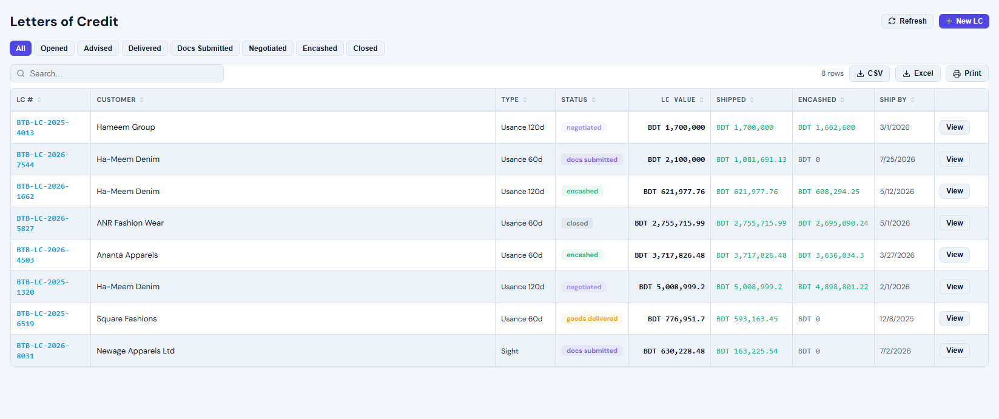 Letters of Credit
Refresh
+ New LC
All Opened Advised Delivered Docs Submitted Negotiated Encashed Closed
Search...
8 rows CSV Excel Print
LC # CUSTOMER TYPE STATUS LC VALUE SHIPPED ENCASHED SHIP BY
BTB-LC-2025-4013 Hameem Group Usance 120d negotiated BDT 1,700,000 BDT 1,700,000 BDT 1,662,600 3/1/2026 View
BTB-LC-2026-7544 Ha-Meem Denim Usance 60d docs submitted BDT 2,100,000 BDT 1,081,691.13 BDT 0 7/25/2026 View
BTB-LC-2026-1662 Ha-Meem Denim Usance 120d encashed BDT 621,977.76 BDT 621,977.76 BDT 608,294.25 5/12/2026 View
BTB-LC-2026-5827 ANR Fashion Wear Usance 60d closed BDT 2,755,715.99 BDT 2,755,715.99 BDT 2,695,090.24 5/1/2026 View
BTB-LC-2026-4503 Ananta Apparels Usance 60d encashed BDT 3,717,826.48 BDT 3,717,826.48 BDT 3,636,034.3 3/27/2026 View
BTB-LC-2025-1320 Ha-Meem Denim Usance 120d negotiated BDT 5,008,999.2 BDT 5,008,999.2 BDT 4,898,801.22 2/1/2026 View
BTB-LC-2025-6519 Square Fashions Usance 60d goods delivered BDT 776,951.7 BDT 593,163.45 BDT 0 12/8/2025 View
BTB-LC-2026-8031 Newage Apparels Ltd Sight docs submitted BDT 630,228.48 BDT 163,225.54 BDT 0 7/2/2026 View